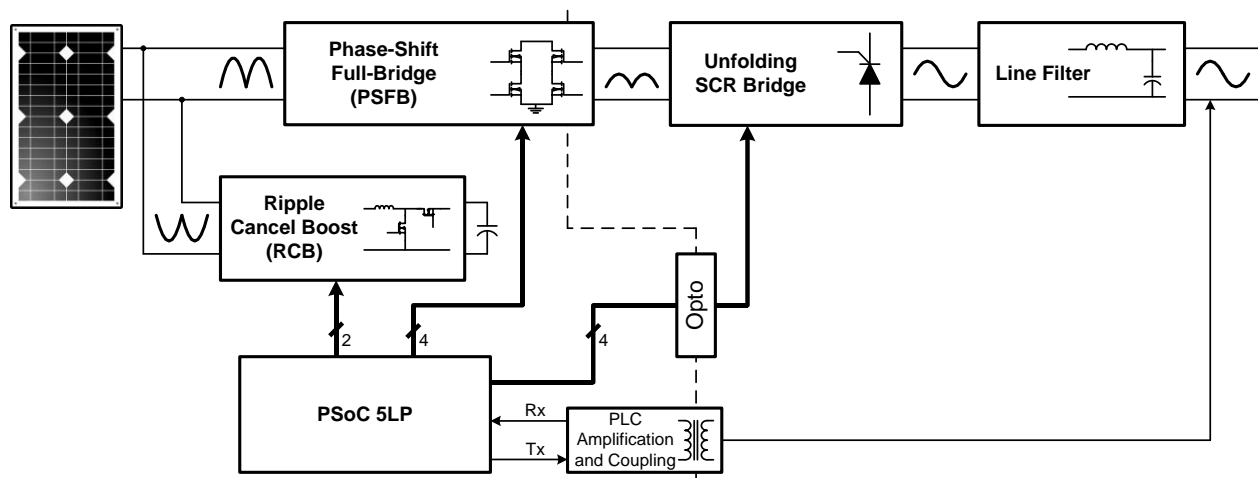 Phase-Shift
Full-Bridge
(PSFB)
Unfolding
SCR Bridge
Line Filter
Ripple
Cancel Boost
(RCB)
Opto
2
4
4
PSoC 5LP
Rx
Tx
PLC
Amplification
and Coupling